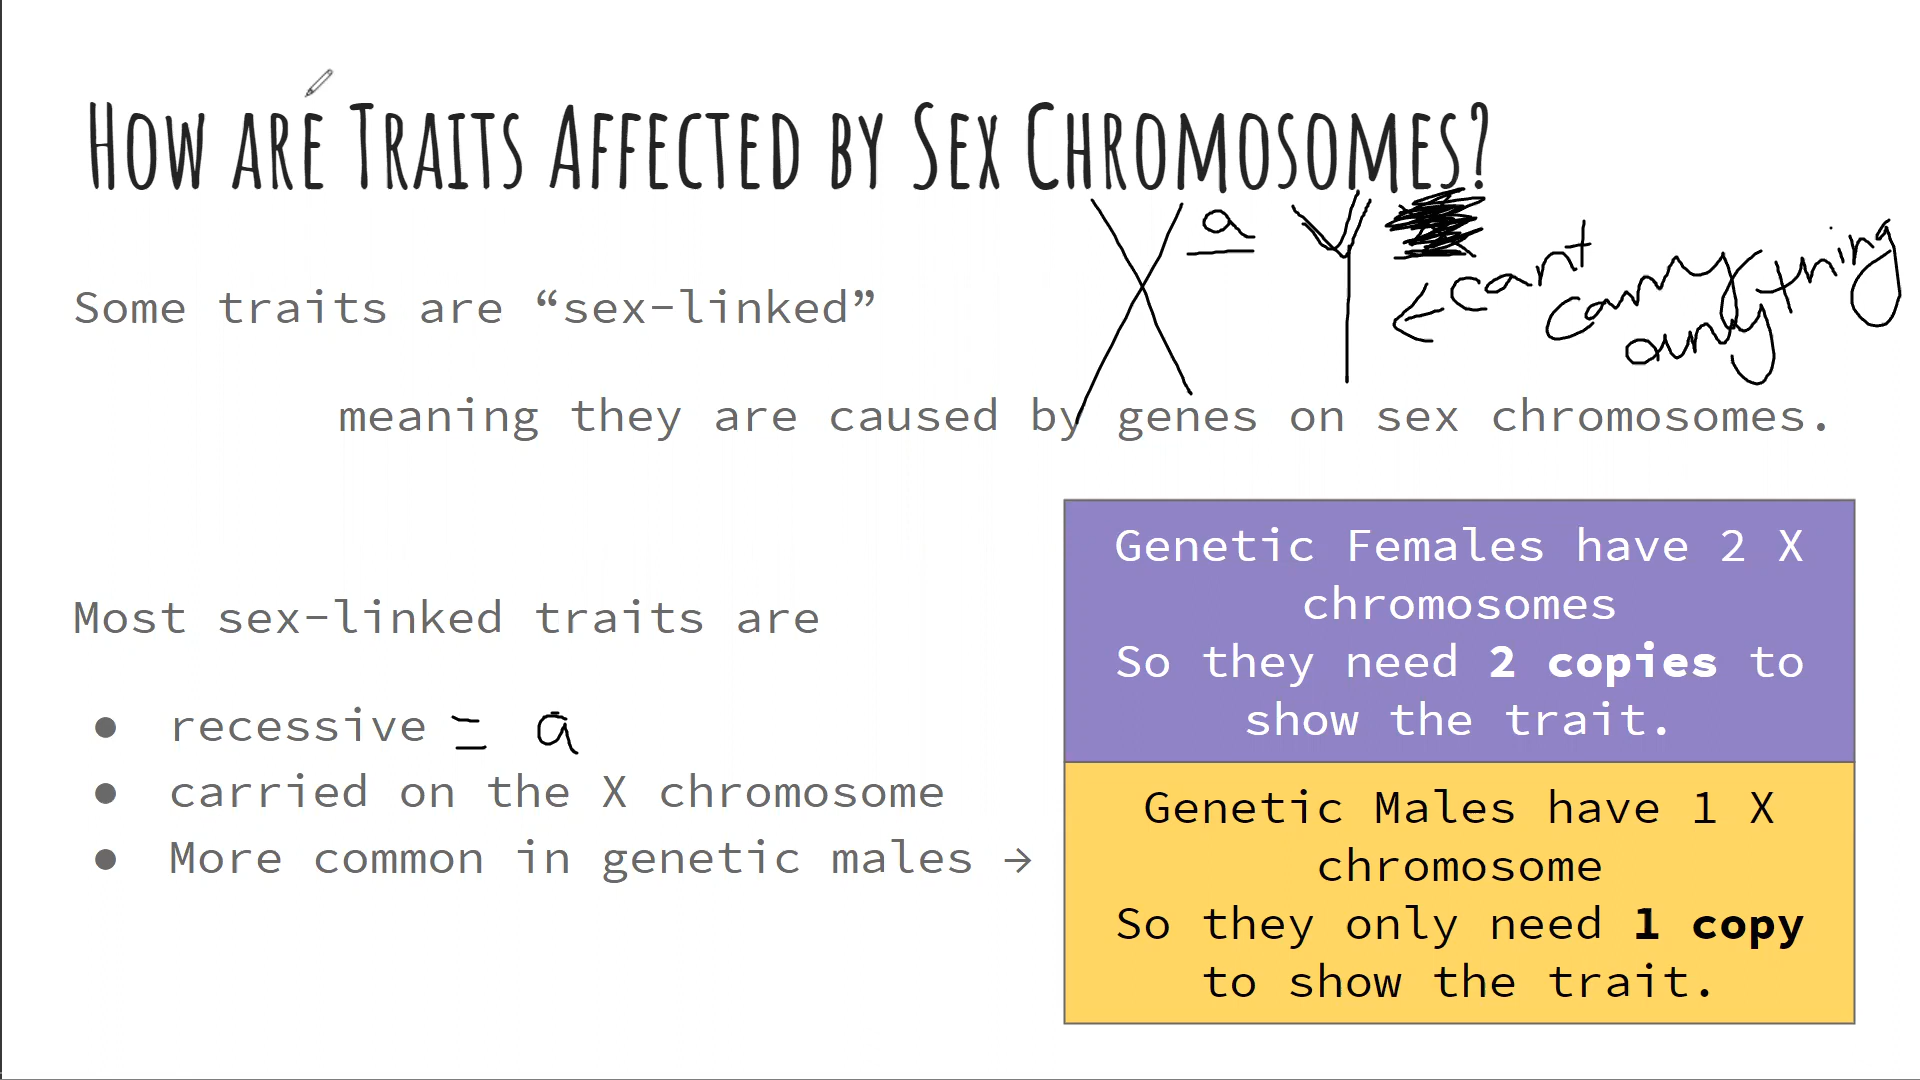 How are Traits Affected by Sex Chromosomes?
X a Y
← cant
carry
anything
Some traits are “sex-linked”
meaning they are caused by genes on sex chromosomes.
Most sex-linked traits are
● recessive = a
● carried on the X chromosome
● More common in genetic males →
Genetic Females have 2 X
chromosomes
So they need 2 copies to
show the trait.
Genetic Males have 1 X
chromosome
So they only need 1 copy
to show the trait.